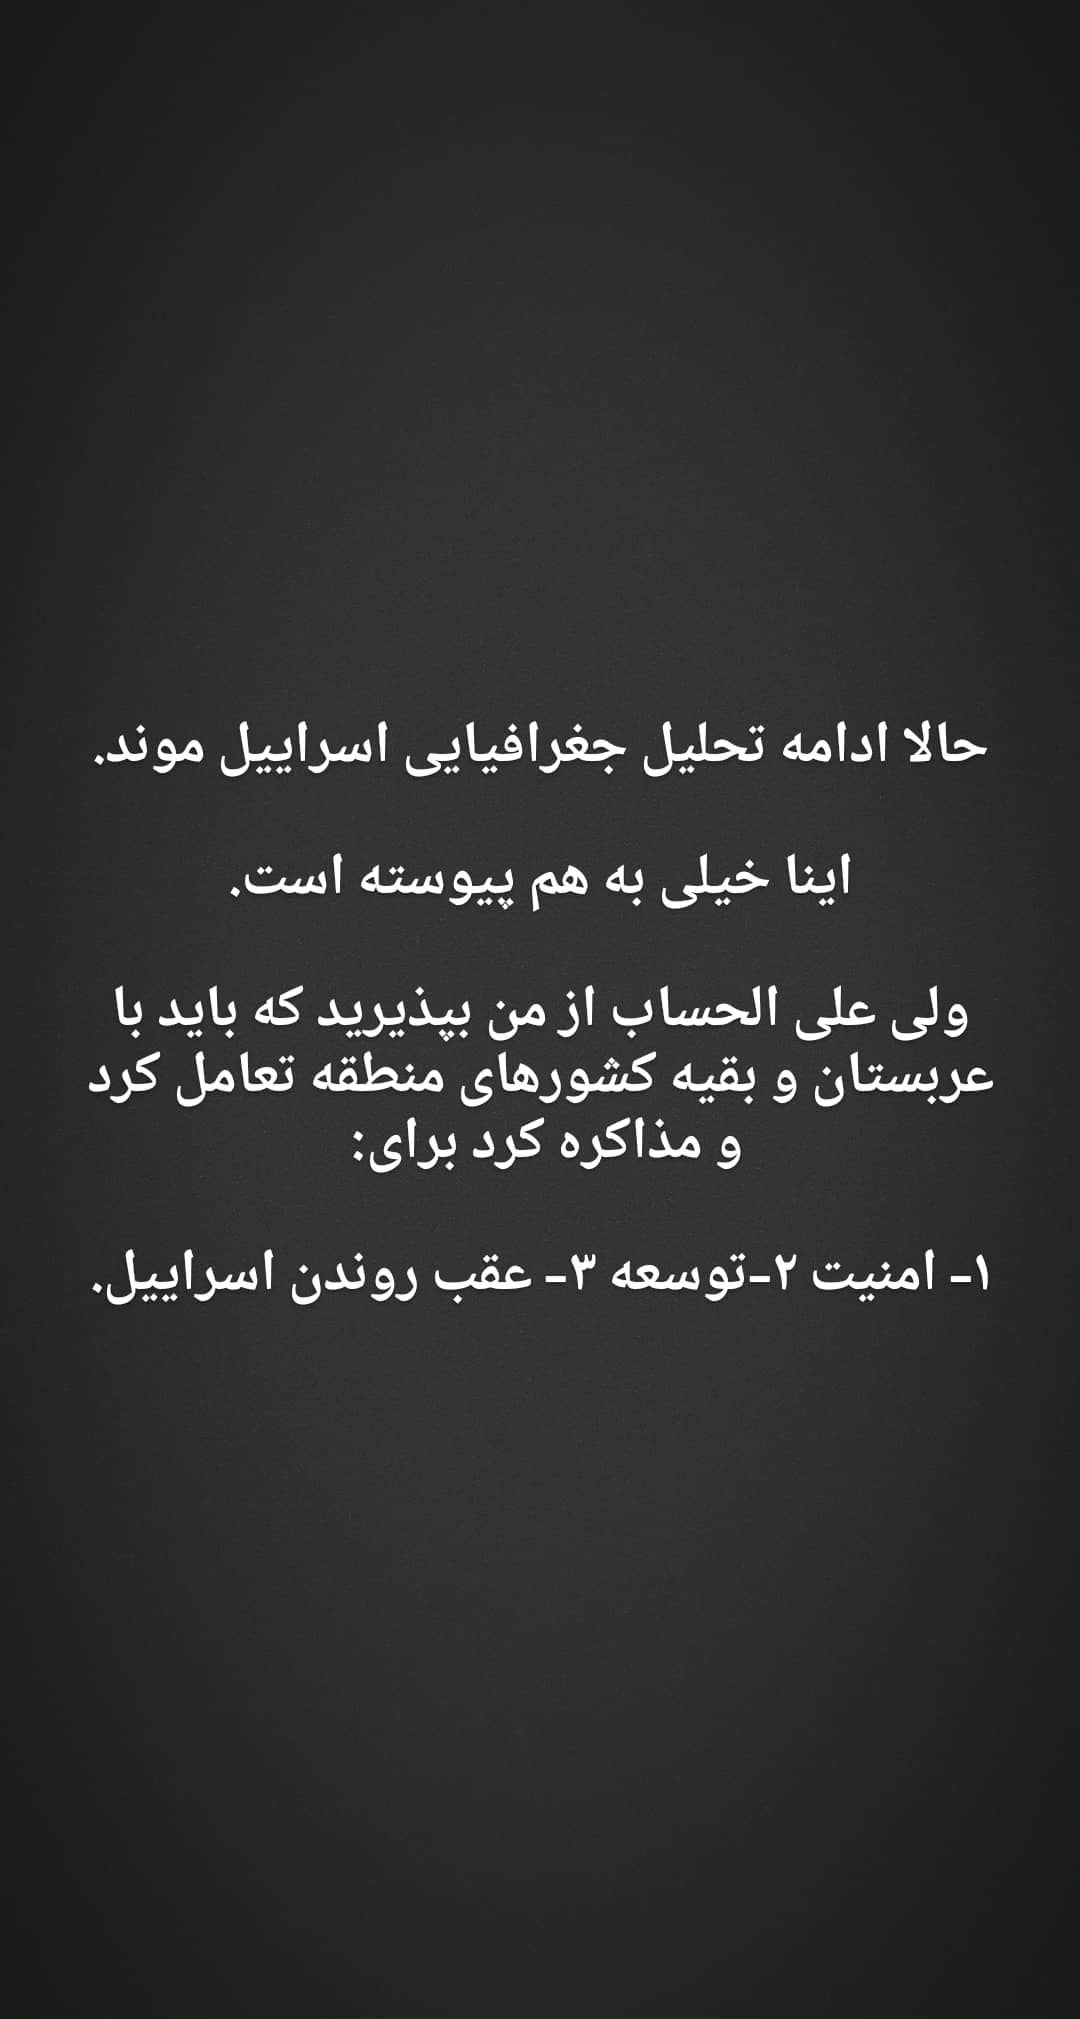 حالا ادامه تحلیل جغرافیایی اسراییل موند.
اینا خیلی به هم پیوسته است.
ولی علی الحساب از من بپذیرید که باید با
عربستان و بقیه کشورهای منطقه تعامل کرد
و مذاکره کرد برای:
۱- امنیت ۲-توسعه ۳- عقب روندن اسراییل.